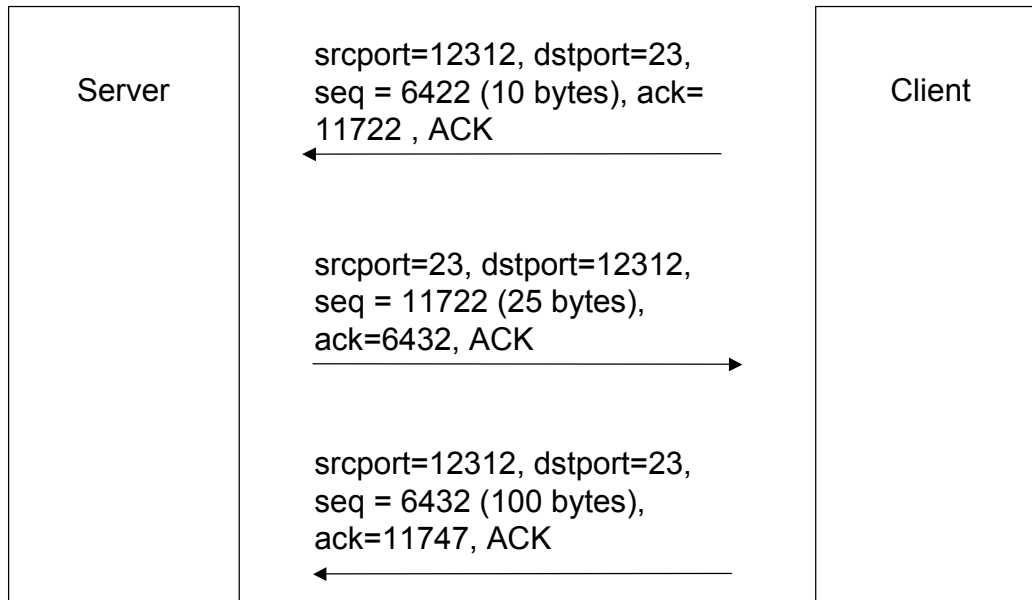 Server
srcport=12312, dstport=23,
seq = 6422 (10 bytes), ack=
11722 , ACK
Client
srcport=23, dstport=12312,
seq = 11722 (25 bytes),
ack=6432, ACK
srcport=12312, dstport=23,
seq = 6432 (100 bytes),
ack=11747, ACK